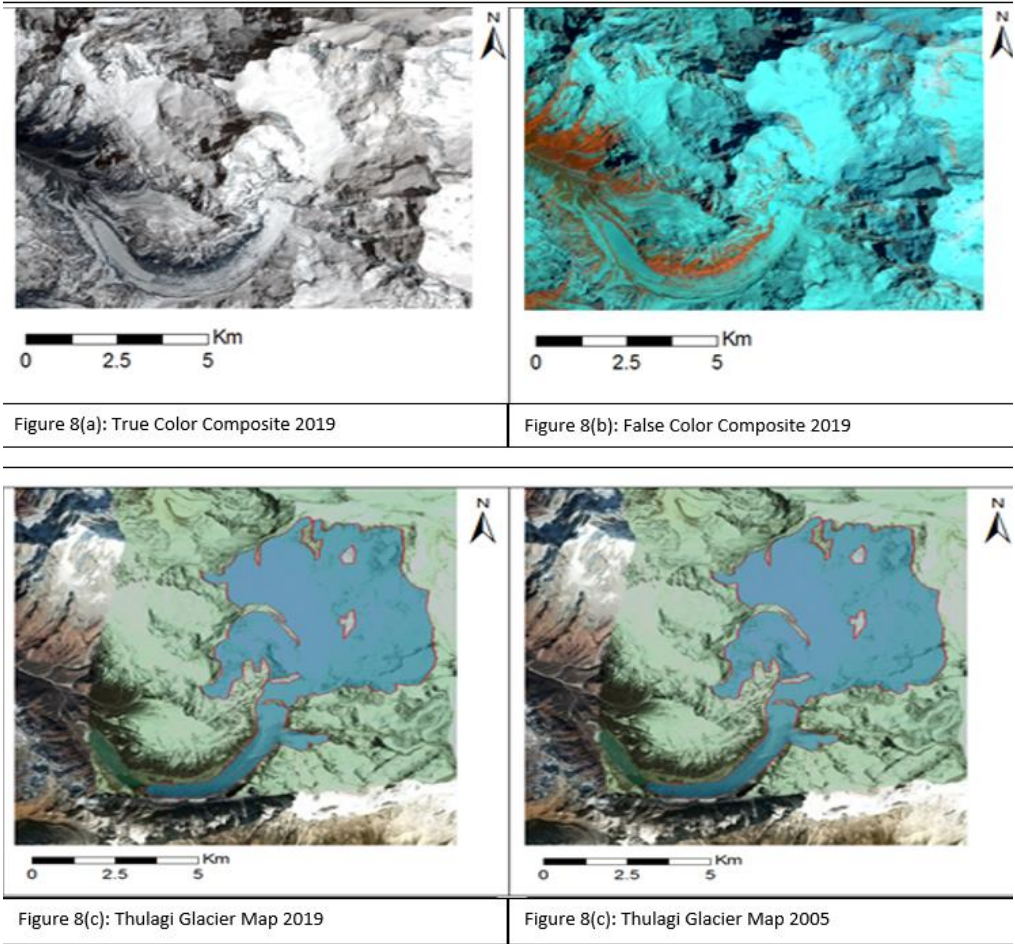 N
N
Km
0 2.5 5
Km
0 2.5 5
Figure 8(a): True Color Composite 2019
Figure 8(b): False Color Composite 2019
N
N
Km
0 2.5 5
Km
0 2.5 5
Figure 8(c): Thulagi Glacier Map 2019
Figure 8(c): Thulagi Glacier Map 2005